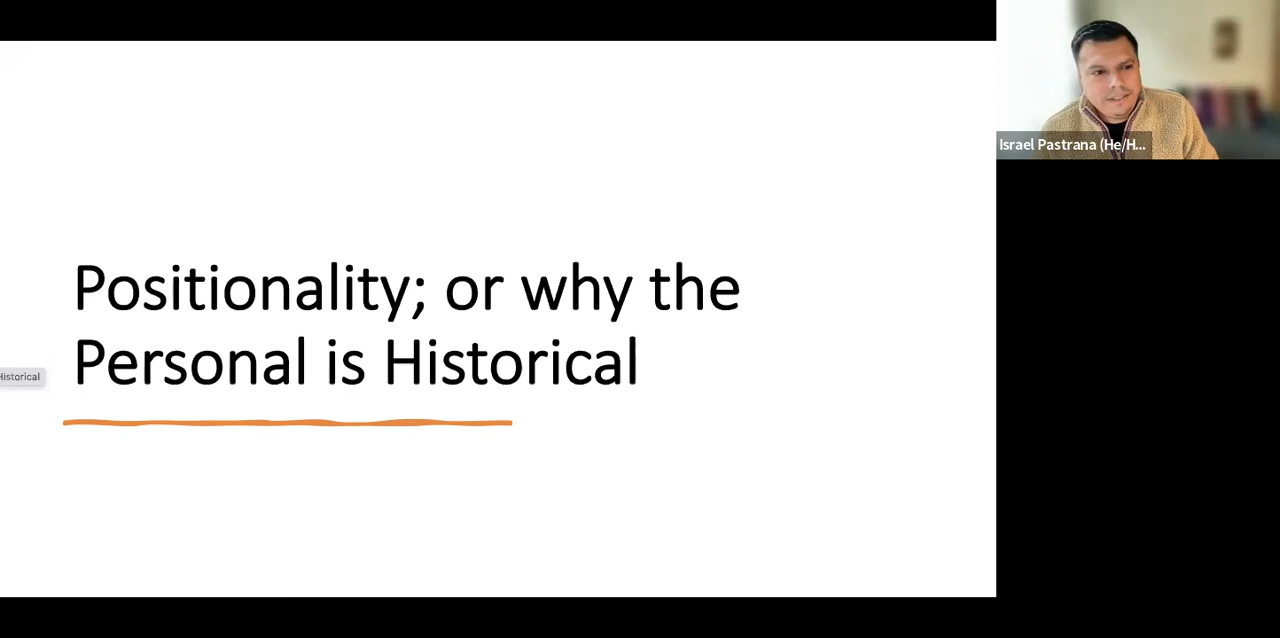 Israel Pastrana (He/H...
Positionality; or why the
Personal is Historical
Historical